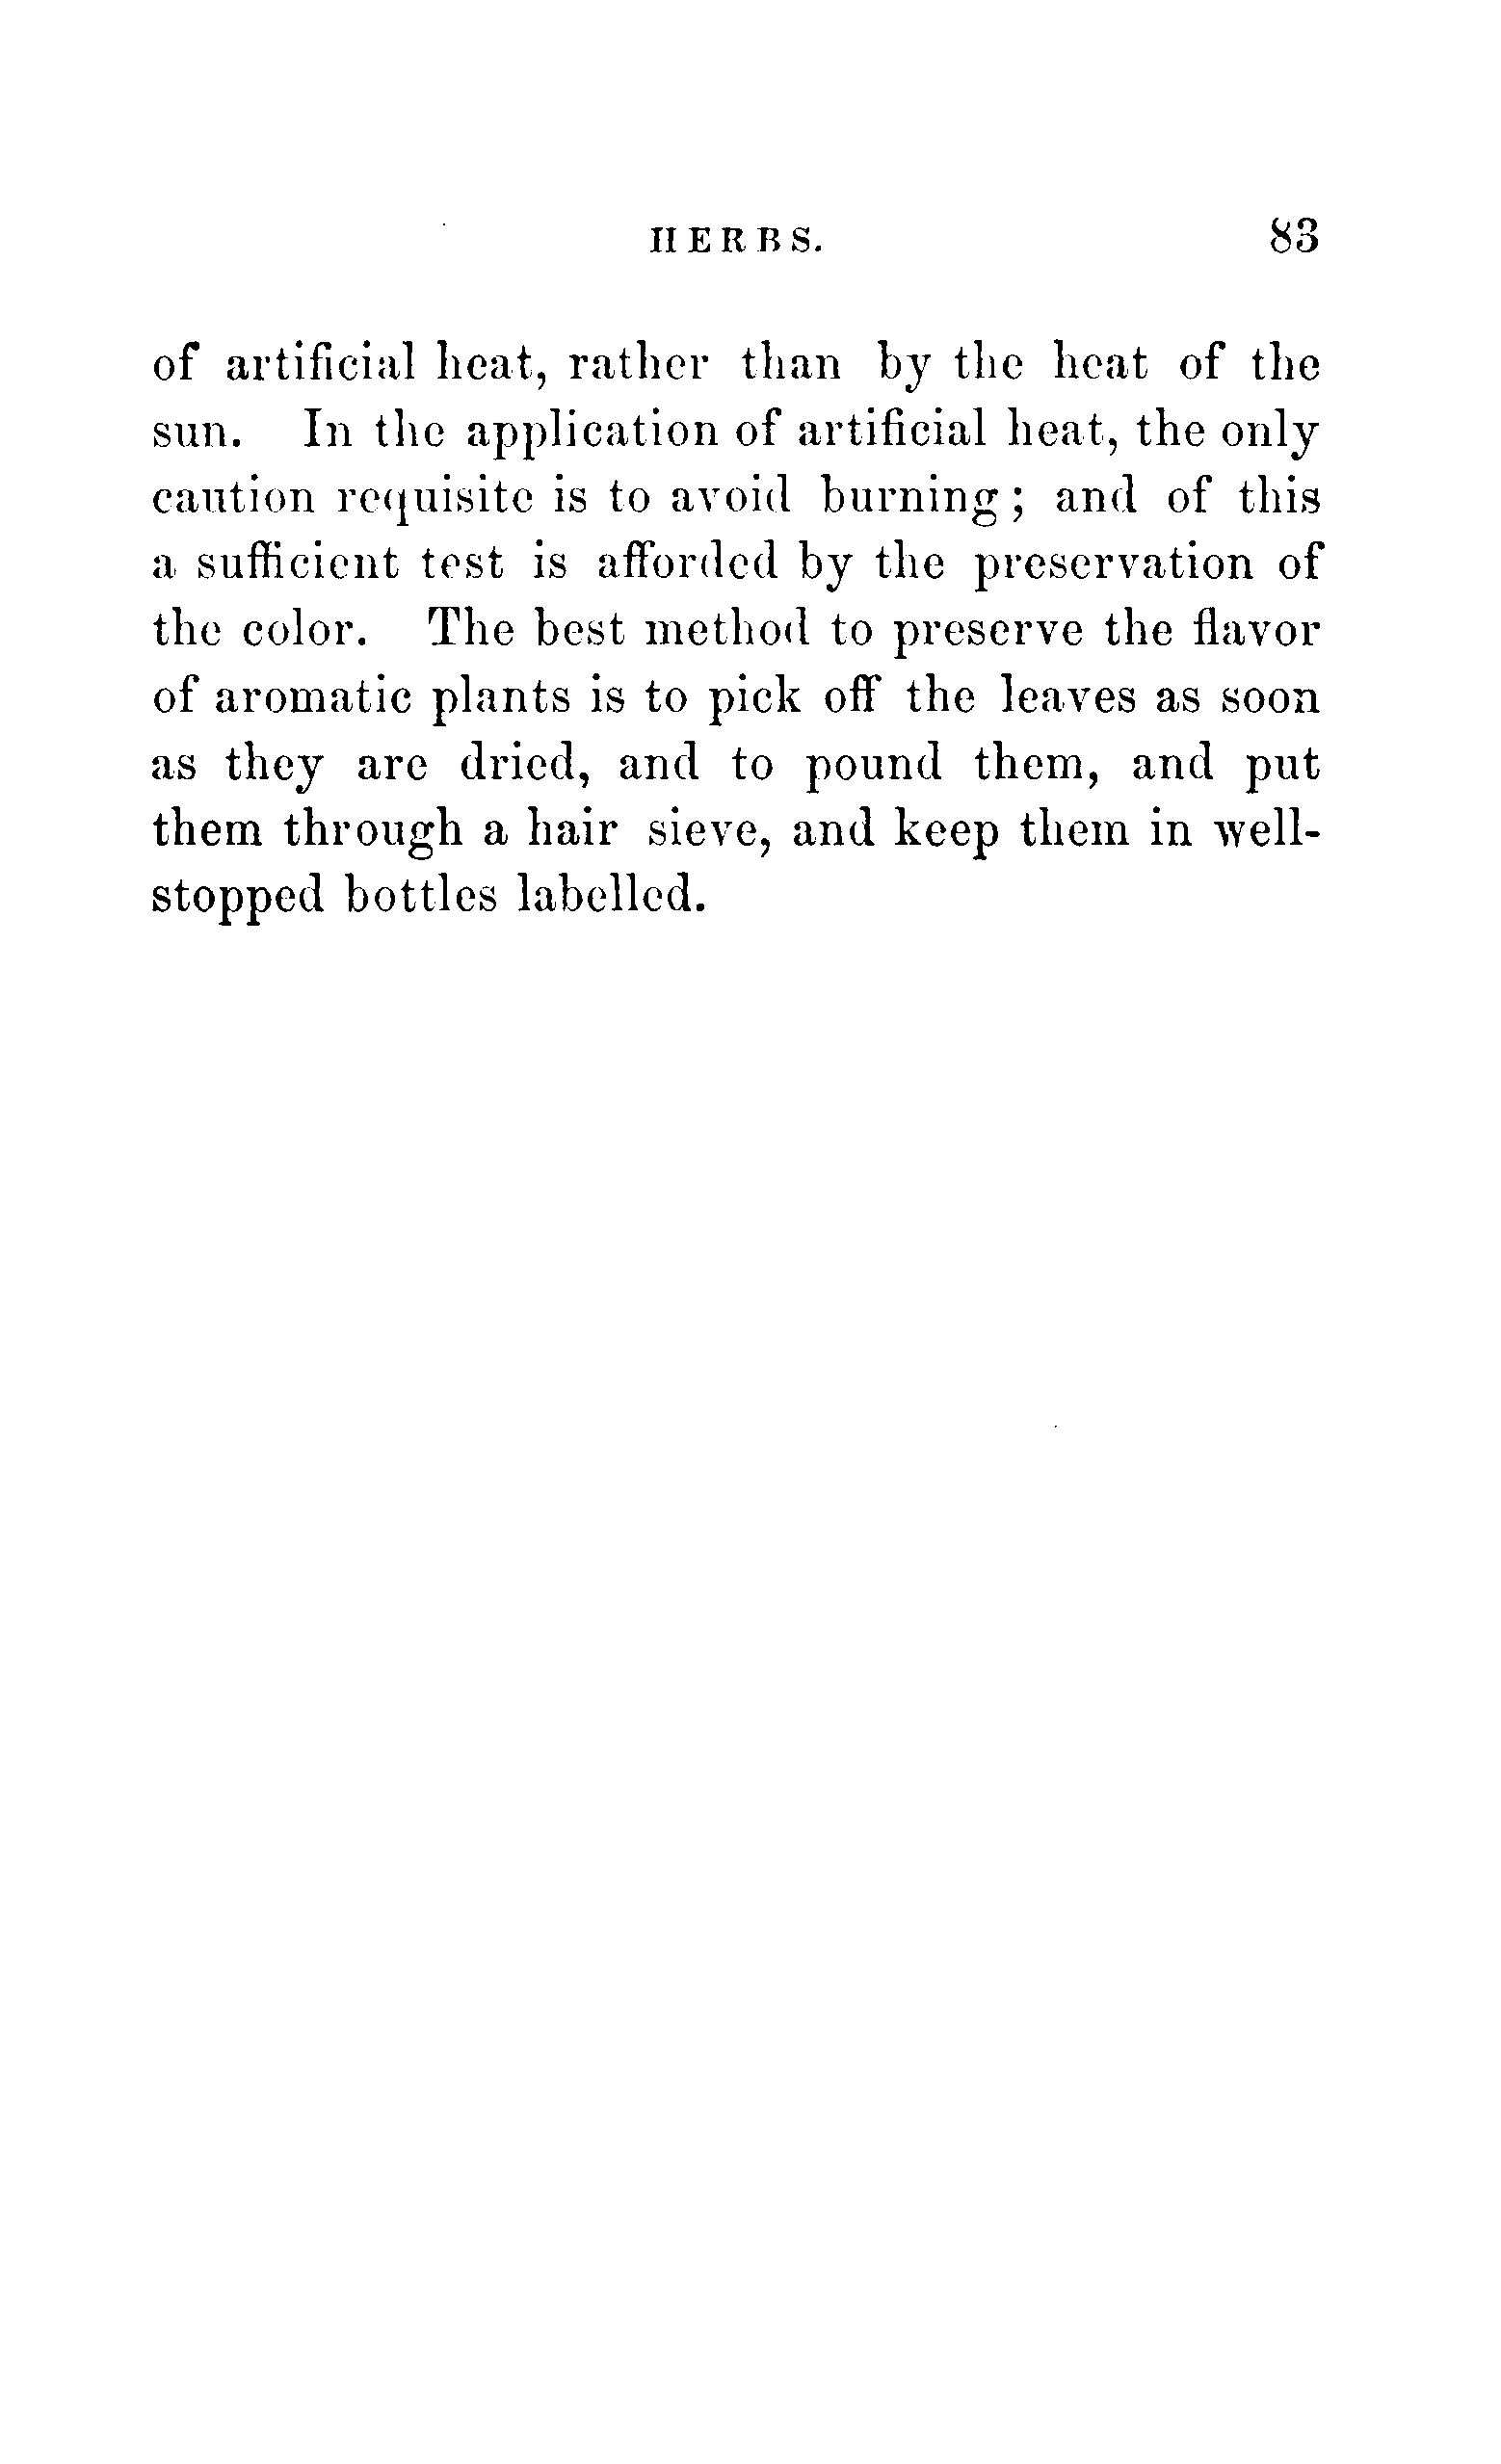 HERBS. 83
of artificial heat, rather than by the heat of the
sun. In the application of artificial heat, the only
caution requisite is to avoid burning; and of this
a sufficient test is afforded by the preservation of
the color. The best method to preserve the flavor
of aromatic plants is to pick off the leaves as soon
as they are dried, and to pound them, and put
them through a hair sieve, and keep them in well-
stopped bottles labelled.